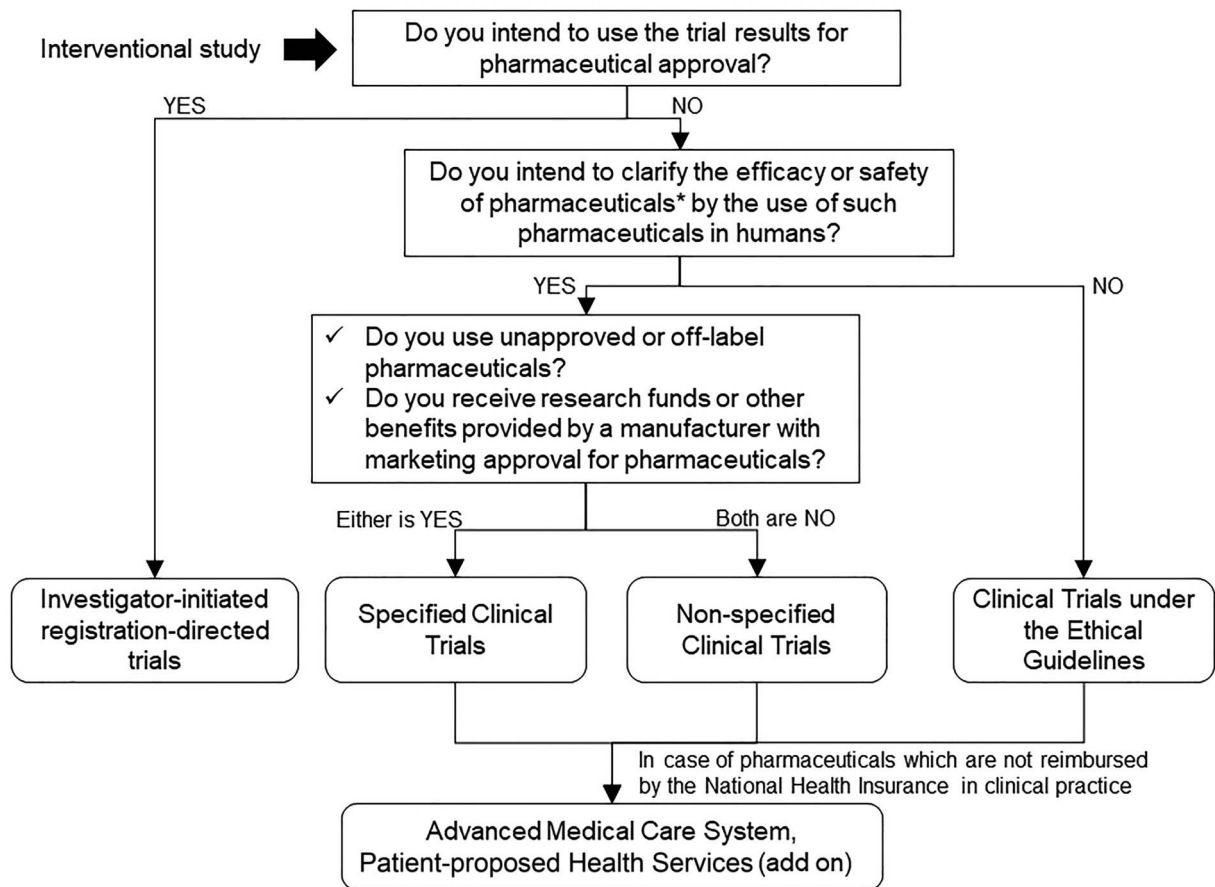 Interventional study
Do you intend to use the trial results for
pharmaceutical approval?
YES
NO
Do you intend to clarify the efficacy or safety
of pharmaceuticals* by the use of such
pharmaceuticals in humans?
YES
NO
✓ Do you use unapproved or off-label
pharmaceuticals?
✓ Do you receive research funds or other
benefits provided by a manufacturer with
marketing approval for pharmaceuticals?
Either is YES
Both are NO
Investigator-initiated
registration-directed
trials
Specified Clinical
Trials
Non-specified
Clinical Trials
Clinical Trials under
the Ethical
Guidelines
In case of pharmaceuticals which are not reimbursed
by the National Health Insurance in clinical practice
Advanced Medical Care System,
Patient-proposed Health Services (add on)